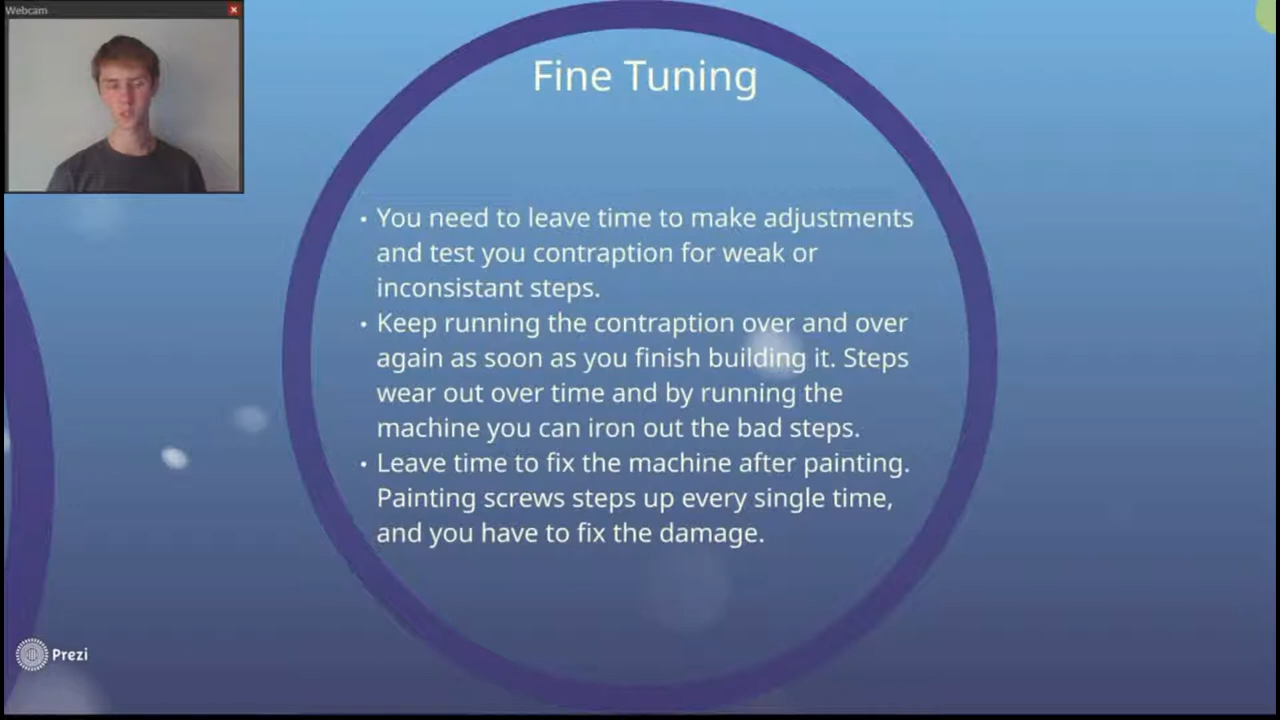 Webcam
Fine Tuning
• You need to leave time to make adjustments
and test you contraption for weak or
inconsistant steps.
• Keep running the contraption over and over
again as soon as you finish building it. Steps
wear out over time and by running the
machine you can iron out the bad steps.
• Leave time to fix the machine after painting.
Painting screws steps up every single time,
and you have to fix the damage.
Prezi